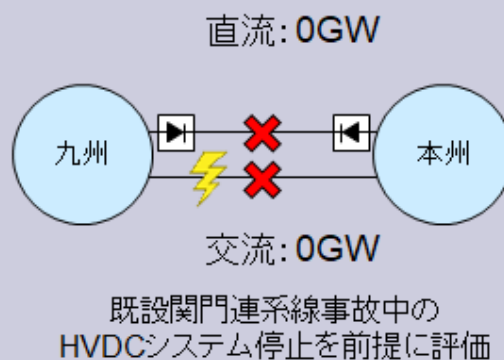 直流: 0GW
九州
本州
交流: 0GW
既設関門連系線事故中の
HVDCシステム停止を前提に評価